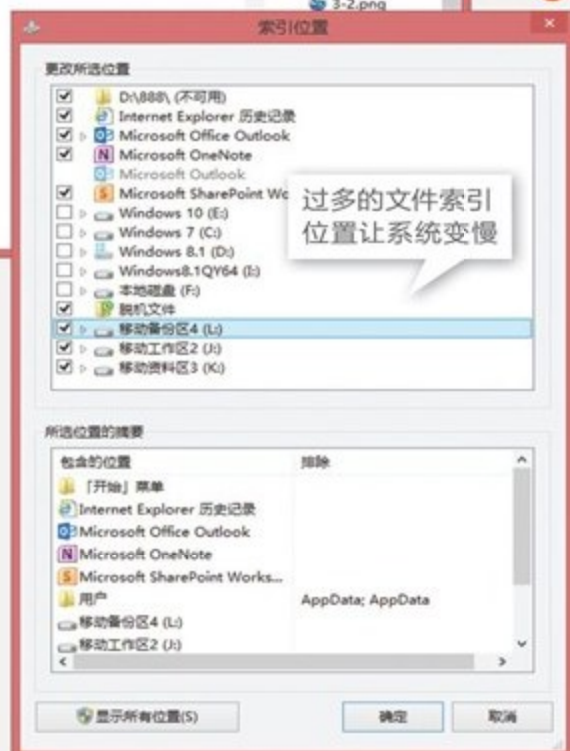 3-2.png
索引位置
更改所选位置
D:\888\ (不可用)
Internet Explorer 历史记录
Microsoft Office Outlook
Microsoft OneNote
Microsoft Outlook
Microsoft SharePoint Wo
Windows 10 (E:)
Windows 7 (C:)
Windows 8.1 (D:)
Windows8.1QY64 (I:)
本地磁盘 (F:)
脱机文件
移动备份区4 (L:)
移动工作区2 (J:)
移动资料区3 (K:)
过多的文件索引
位置让系统变慢
所选位置的摘要
包含的位置 排除
「开始」菜单
Internet Explorer 历史记录
Microsoft Office Outlook
Microsoft OneNote
Microsoft SharePoint Works...
用户 AppData; AppData
移动备份区4 (L:)
移动工作区2 (J:)
显示所有位置(S) 确定 取消